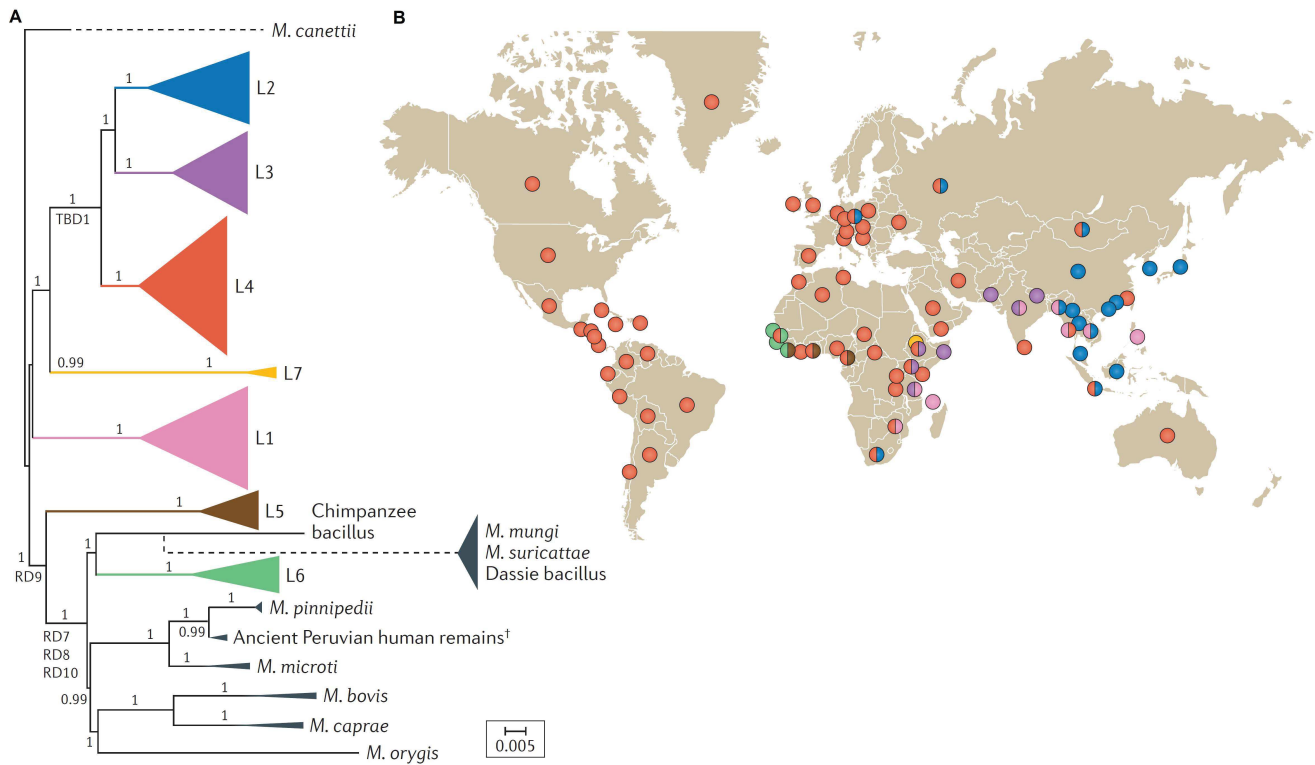 A
B
M. canettii
1
L2
1
1
L3
1
TBD1
1
L4
1
0.99
1
L7
1
L1
1
L5
Chimpanzee
bacillus
M. mungi
M. suricattae
Dassie bacillus
1
1
RD9
1
L6
1
RD7
RD8
RD10
1
M. pinnipedii
1
0.99
Ancient Peruvian human remains†
1
M. microti
0.99
1
M. bovis
1
1
M. caprae
1
M. orygis
0.005